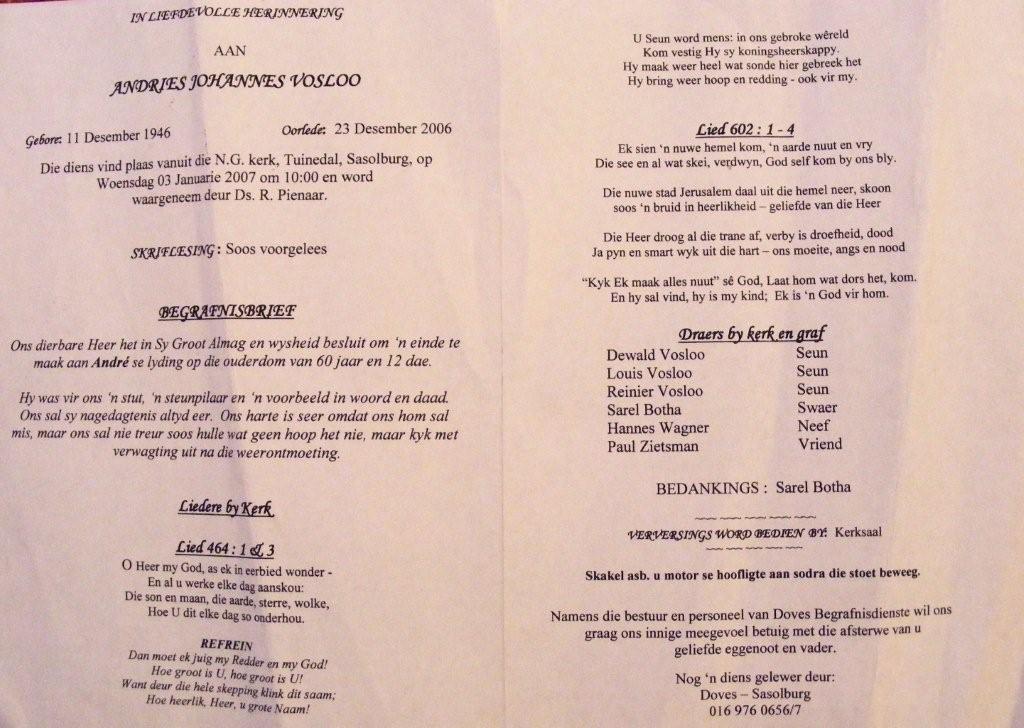 IN LIEFDEVOLLE HERINNERING
AAN
ANDRIES JOHANNES VOSLOO
Gebore: 11 Desember 1946 Oorlede: 23 Desember 2006
Die diens vind plaas vanuit die N.G. kerk, Tuinedal, Sasolburg, op
Woensdag 03 Januarie 2007 om 10:00 en word
waargeneem deur Ds. R. Pienaar.
SKRIFLESING : Soos voorgelees
BEGRAFNISBRIEF
Ons dierbare Heer het in Sy Groot Almag en wysheid besluit om ‘n einde te
maak aan André se lyding op die ouderdom van 60 jaar en 12 dae.
Hy was vir ons ‘n stut, ‘n steunpilaar en ‘n voorbeeld in woord en daad.
Ons sal sy nagedagtenis altyd eer. Ons harte is seer omdat ons hom sal
mis, maar ons sal nie treur soos hulle wat geen hoop het nie, maar kyk met
verwagting uit na die weerontmoeting.
Liedere by Kerk
Lied 464 : 1 & 3
O Heer my God, as ek in eerbied wonder -
En al u werke elke dag aanskou:
Die son en maan, die aarde, sterre, wolke,
Hoe U dit elke dag so onderhou.
REFREIN
Dan moet ek juig my Redder en my God!
Hoe groot is U, hoe groot is U!
Want deur die hele skepping klink dit saam;
Hoe heerlik, Heer, u grote Naam!
U Seun word mens: in ons gebroke wêreld
Kom vestig Hy sy koningsheerskappy.
Hy maak weer heel wat sonde hier gebreek het
Hy bring weer hoop en redding - ook vir my.
Lied 602 : 1 - 4
Ek sien ‘n nuwe hemel kom, ‘n aarde nuut en vry
Die see en al wat skei, verdwyn, God self kom by ons bly.
Die nuwe stad Jerusalem daal uit die hemel neer, skoon
soos ‘n bruid in heerlikheid – geliefde van die Heer
Die Heer droog al die trane af, verby is droefheid, dood
Ja pyn en smart wyk uit die hart – ons moeite, angs en nood
“Kyk Ek maak alles nuut” sê God, Laat hom wat dors het, kom.
En hy sal vind, hy is my kind; Ek is ‘n God vir hom.
Draers by kerk en graf
Dewald Vosloo Seun
Louis Vosloo Seun
Reinier Vosloo Seun
Sarel Botha Swaer
Hannes Wagner Neef
Paul Zietsman Vriend
BEDANKINGS : Sarel Botha
~~~~~~
VERVERSINGS WORD BEDIEN BY: Kerksaal
~~~~~~
Skakel asb. u motor se hoofligte aan sodra die stoet beweeg.
Namens die bestuur en personeel van Doves Begrafnisdienste wil ons
graag ons innige meegevoel betuig met die afsterwe van u
geliefde eggenoot en vader.
Nog ‘n diens gelewer deur:
Doves – Sasolburg
016 976 0656/7